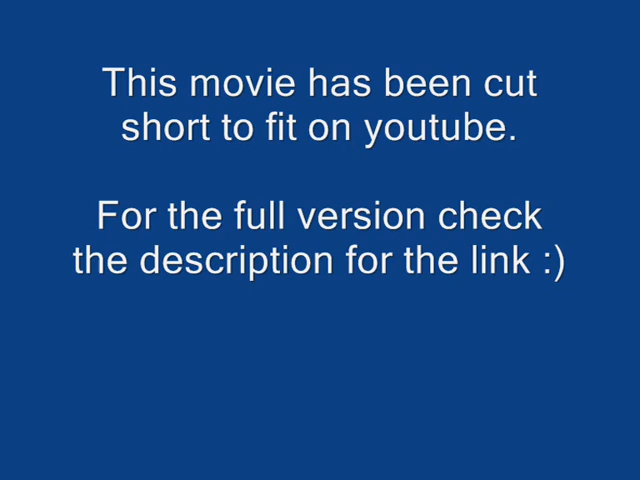 This movie has been cut
short to fit on youtube.
For the full version check
the description for the link :)